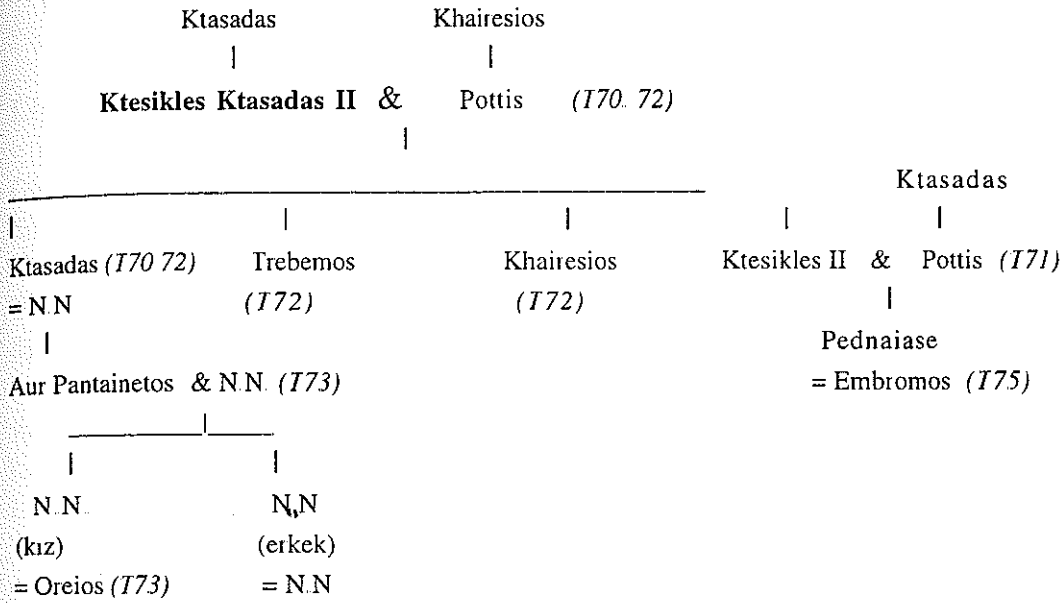 Ktasadas Khairesios
Ktesikles Ktasadas II & Pottis (T70. 72)
Ktasadas
Ktasadas (T70 72) Trebemos Khairesios Ktesikles II & Pottis (T71)
= N.N (T72) (T72)
Pednaiase
Aur Pantainetos & N.N. (T73) = Embromos (T75)
N.N. N.N
(kız) (erkek)
= Oreios (T73) = N.N